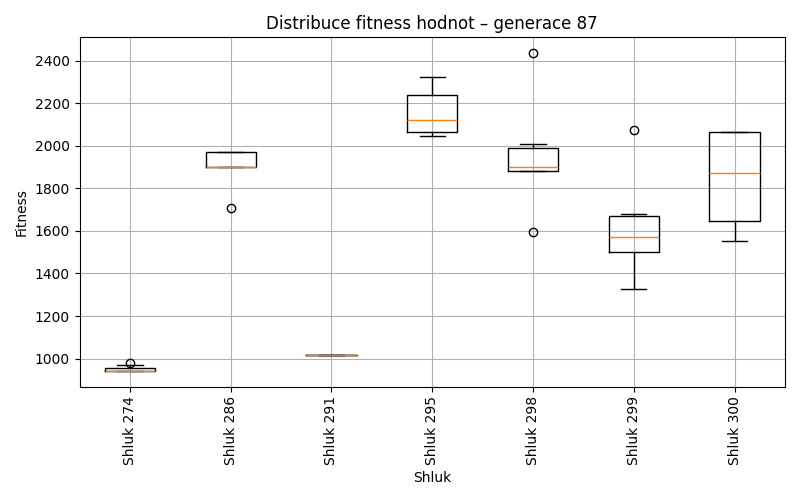 Distribuce fitness hodnot – generace 87
Fitness
2400
2200
2000
1800
1600
1400
1200
1000
Shluk 274
Shluk 286
Shluk 291
Shluk 295
Shluk 298
Shluk 299
Shluk 300
Shluk